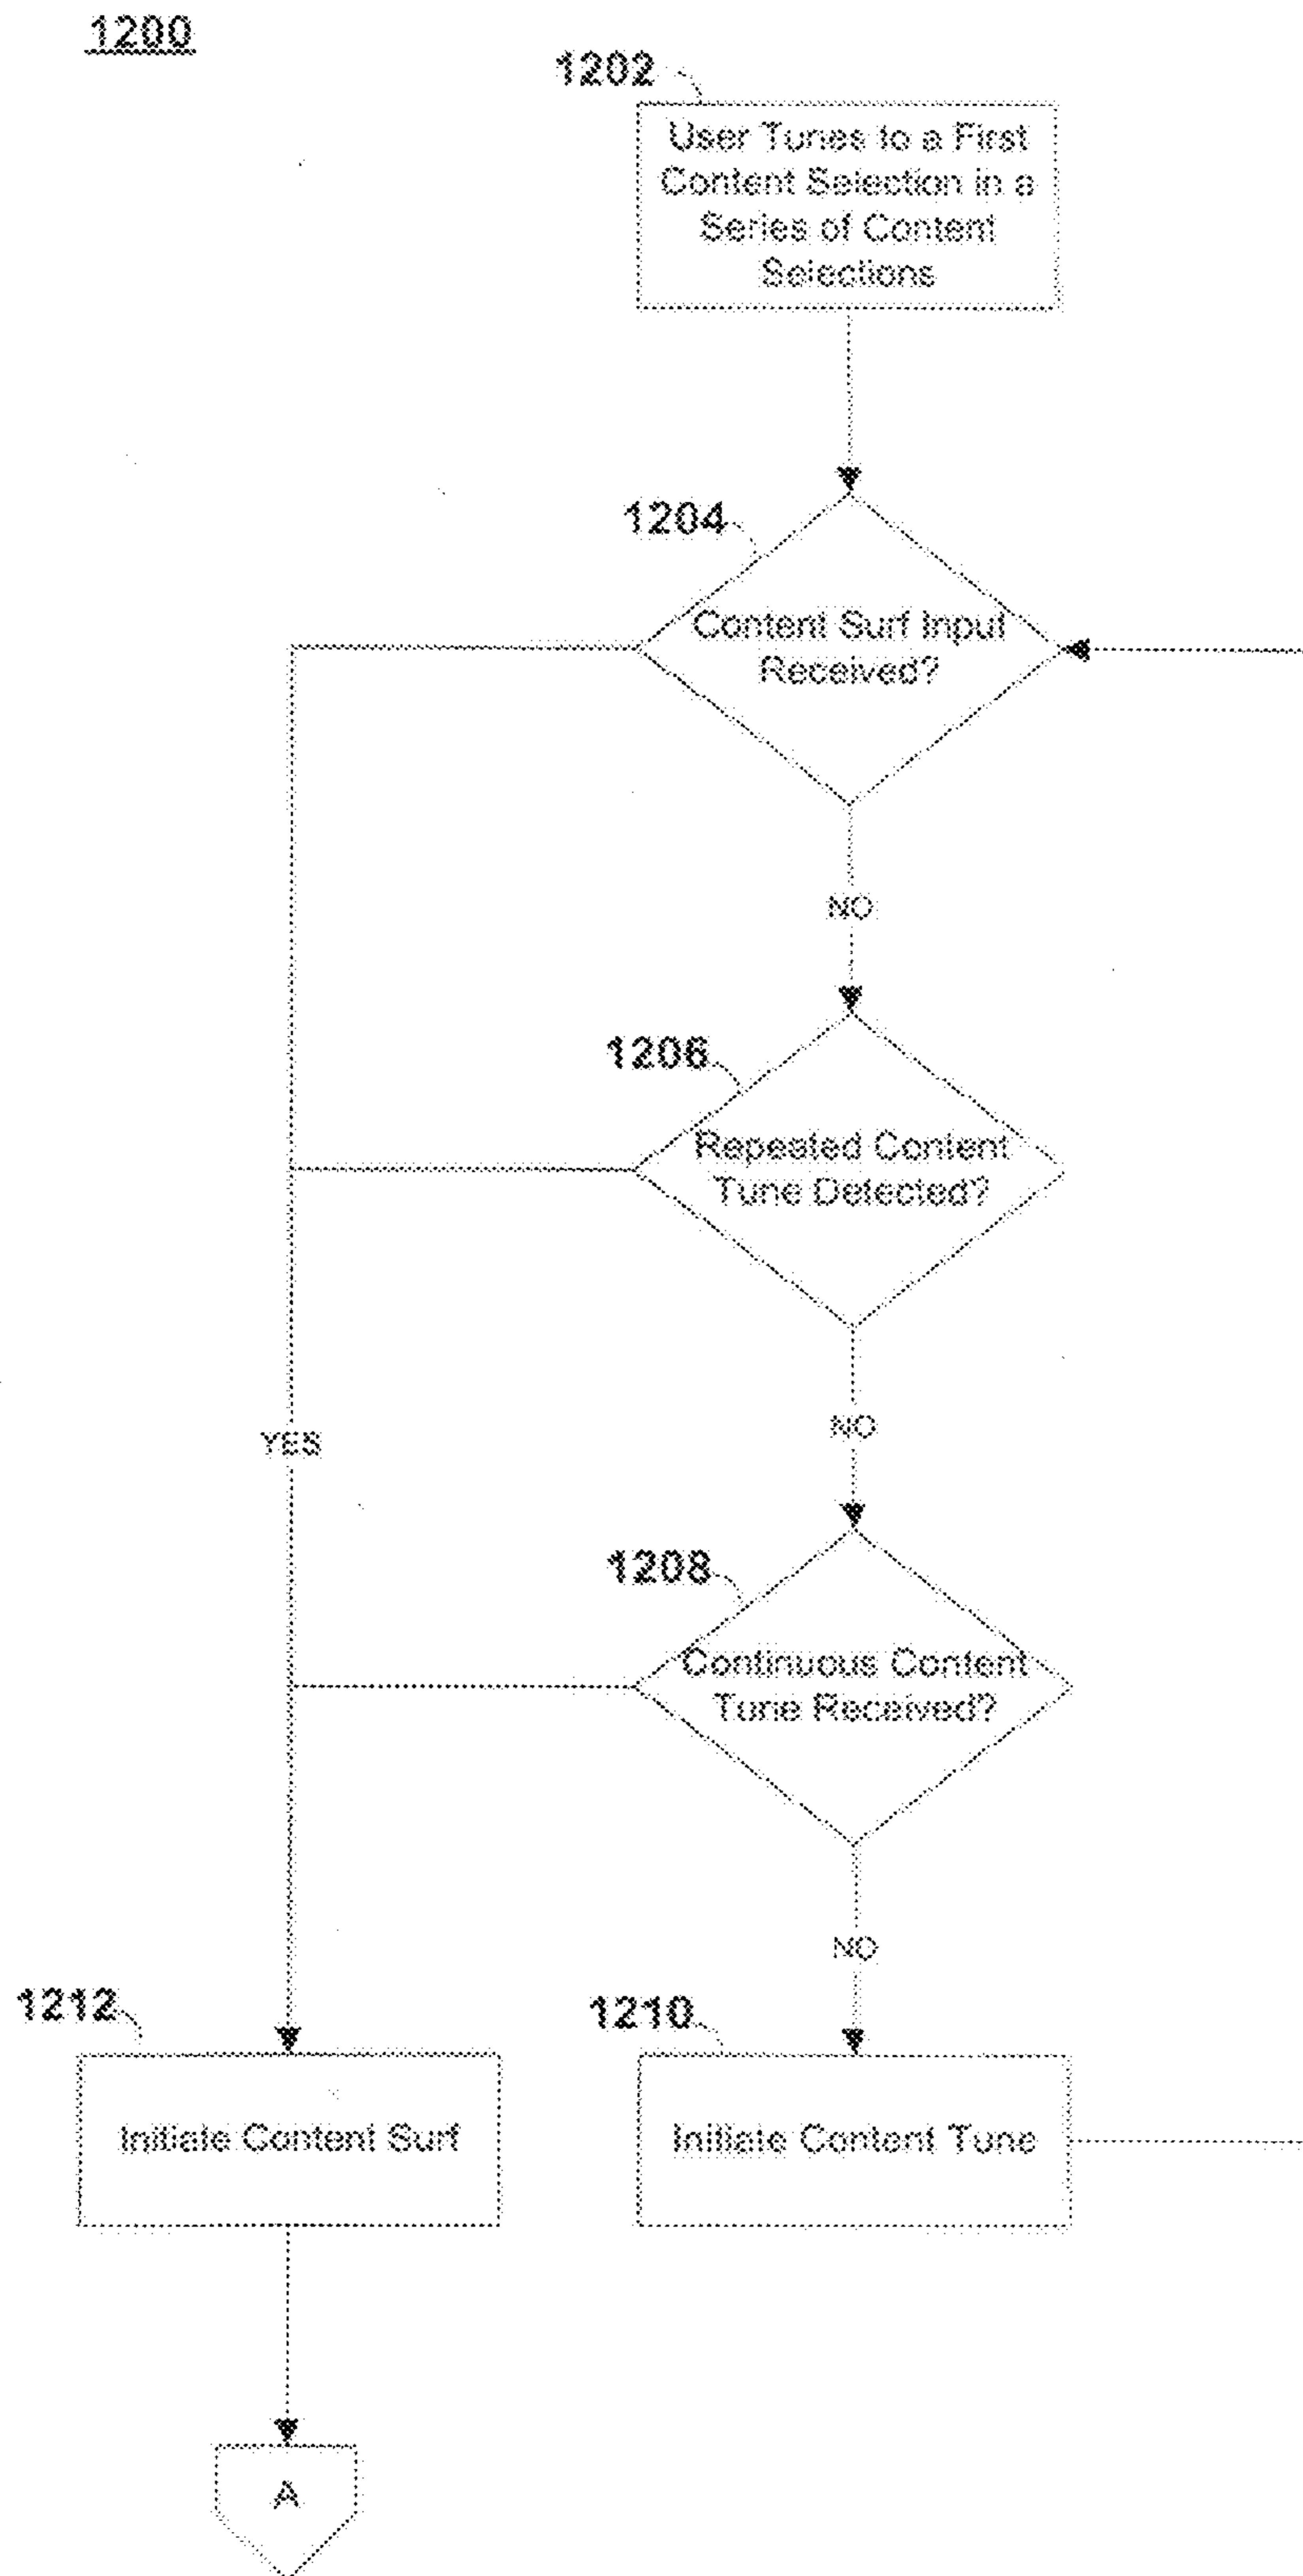 1200
1202
User Tunes to a First
Content Selection in a
Series of Content
Selections
1204
Content Surf Input
Received?
NO
1206
Repeated Content
Tune Detected?
NO
YES
1208
Continuous Content
Tune Received?
NO
1212
1210
Initiate Content Surf
Initiate Content Tune
A